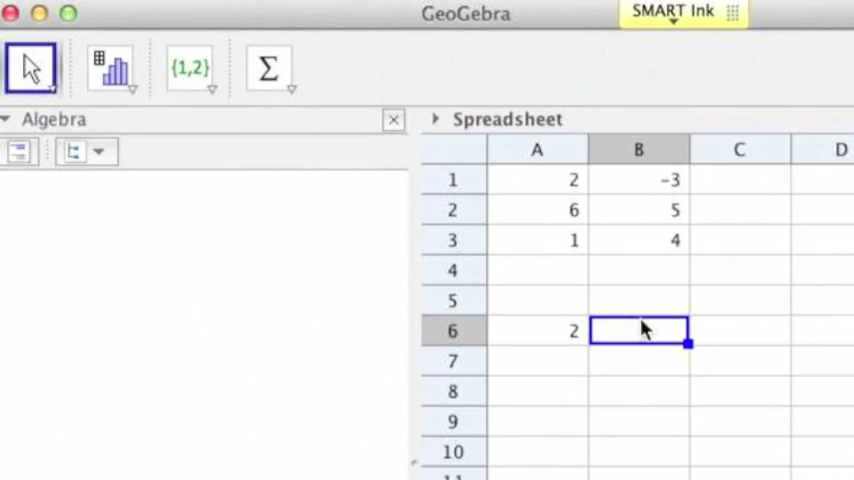 GeoGebra
SMART Ink
{1,2}
Σ
Algebra
Spreadsheet
A B C D
1 2 -3
2 6 5
3 1 4
4
5
6 2
7
8
9
10
11